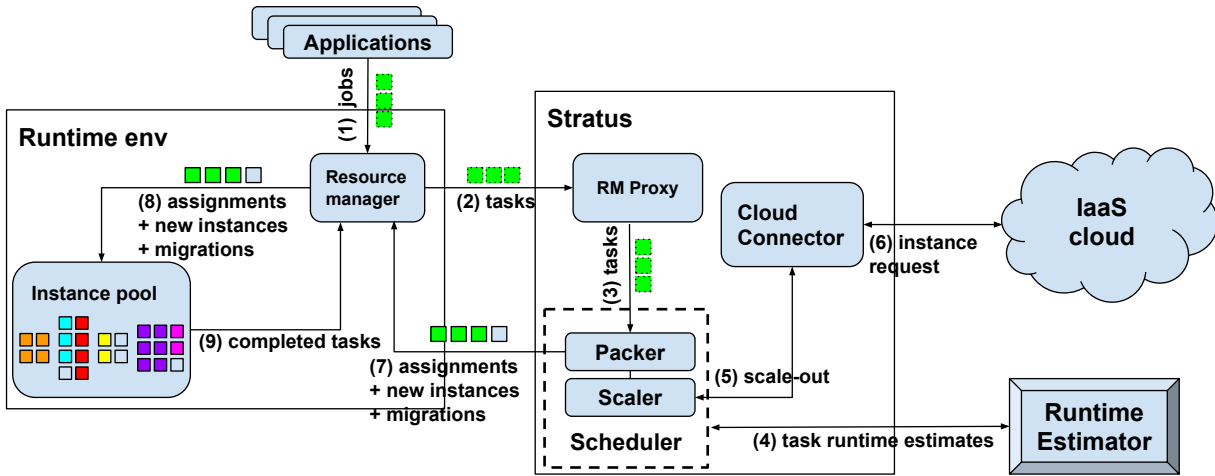 Applications
(1) jobs
Runtime env
Stratus
Resource
manager
(2) tasks
RM Proxy
(8) assignments
+ new instances
+ migrations
Cloud
Connector
IaaS
cloud
(6) instance
request
(3) tasks
Instance pool
(9) completed tasks
(7) assignments
+ new instances
+ migrations
Packer
Scaler
Scheduler
(5) scale-out
(4) task runtime estimates
Runtime
Estimator